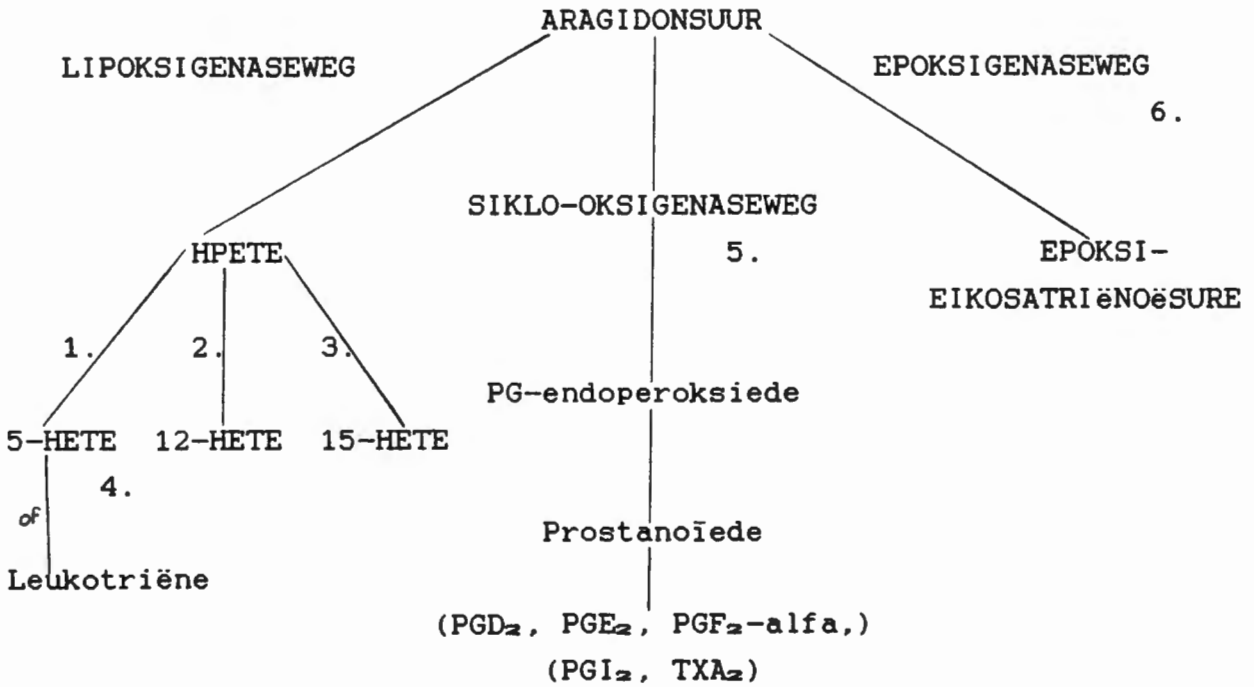 ARAGIDONSUUR
LIPOKSIGENASEWEG
EPOKSIGENASEWEG
6.
SIKLO-OKSIGENASEWEG
HPETE
5.
EPOKSI-
EIKOSATRIëNOëSURE
1. 2. 3.
PG-endoperoksiede
5-HETE 12-HETE 15-HETE
4.
of
Prostanoïede
Leukotriëne
(PGD₂, PGE₂, PGF₂-alfa,)
(PGI₂, TXA₂)